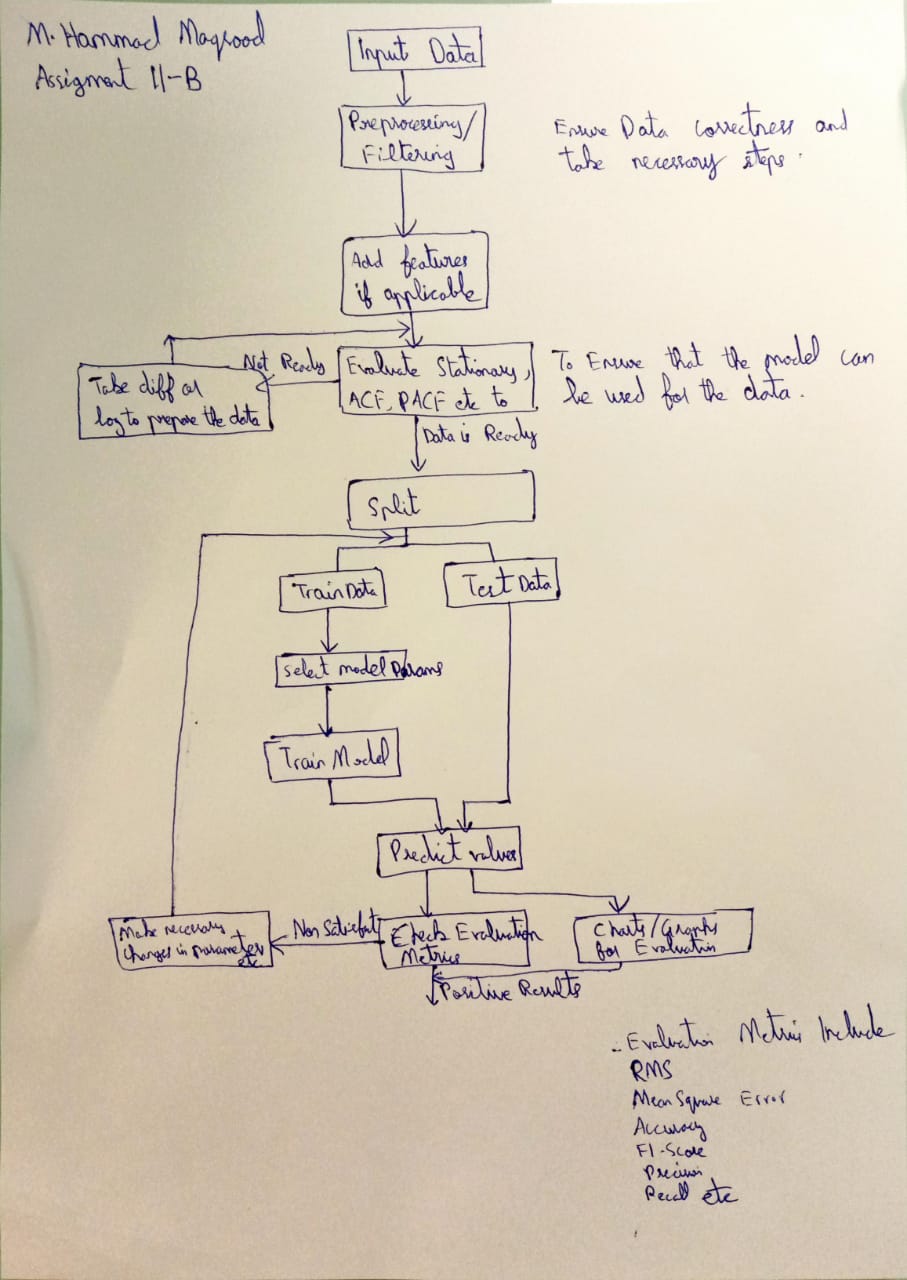 M. Hammad Maqsood
Assigment 11-B
Input Data
Preprocessing/
Filtering
Ensure Data correctness and
take necessary steps.
Add features
if applicable
Not Ready
Evaluate Stationary,
ACF, PACF etc to
To Ensure that the model can
be used for the data.
Take diff or
log to prepare the data
Data is Ready
Split
Train Data
Test Data
Select model Params
Train Model
Predict values
Make necessary
changes in parameters
etc
Non Satisfact
Check Evaluation
Metrics
Charts/Graphs
for Evaluation
Positive Results
Evaluation Metrics Include
RMS
Mean Square Error
Accuracy
F1-Score
Precision
Recall etc